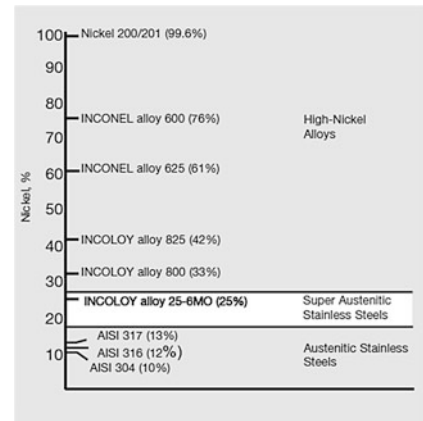 100
Nickel 200/201 (99.6%)
90
80
INCONEL alloy 600 (76%)
High-Nickel
Alloys
70
INCONEL alloy 625 (61%)
60
Nickel, %
50
INCOLOY alloy 825 (42%)
40
INCOLOY alloy 800 (33%)
30
INCOLOY alloy 25-6MO (25%)
Super Austenitic
Stainless Steels
20
AISI 317 (13%)
AISI 316 (12%)
Austenitic Stainless
Steels
10
AISI 304 (10%)